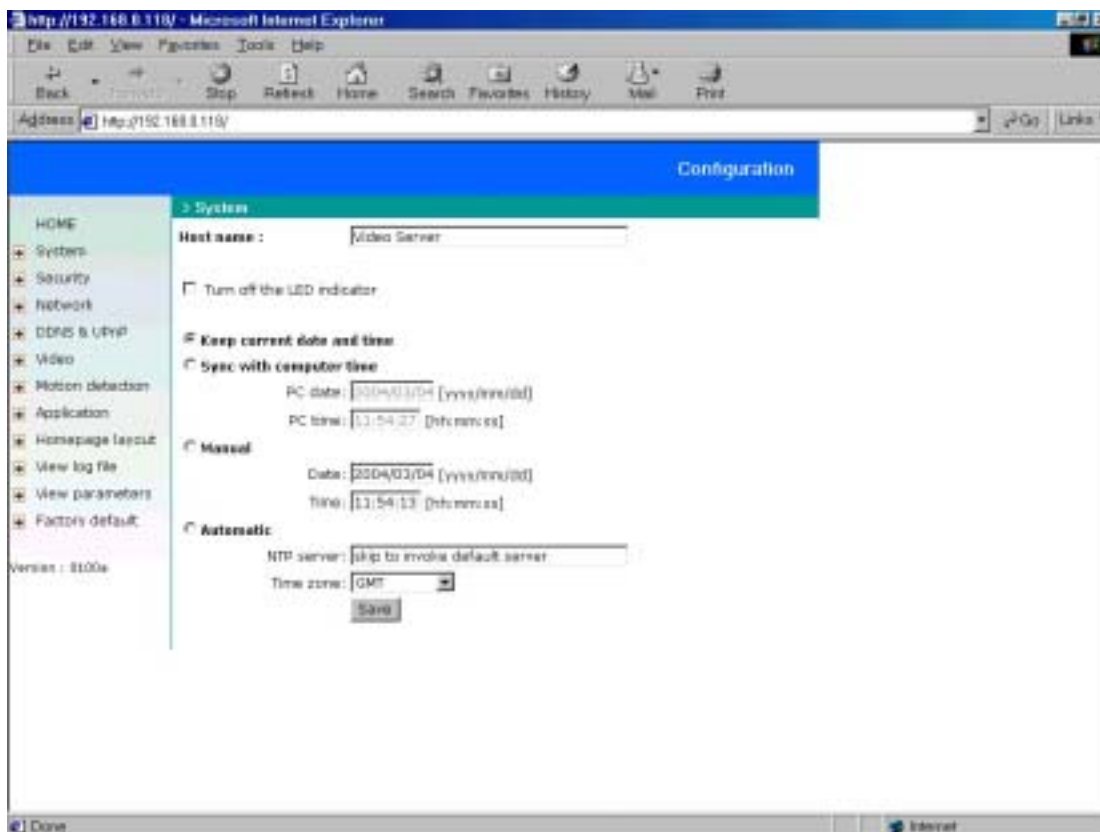 http://192.168.0.118/ - Microsoft Internet Explorer
File Edit View Favorites Tools Help
Back Forward Stop Refresh Home Search Favorites History Mail Print
Address http://192.168.0.118/ Go Links
Configuration
HOME
System
Security
Network
DDNS & UPnP
Video
Motion detection
Application
Homepage layout
View log file
View parameters
Factory default
Version :
> System
Host name : Video Server
Turn off the LED indicator
Keep current date and time
Sync with computer time
PC date: 2004/03/04 [yyyy/mm/dd]
PC time: 11:54:27 [hh:mm:ss]
Manual
Date: 2004/03/04 [yyyy/mm/dd]
Time: 11:54:13 [hh:mm:ss]
Automatic
NTP server: skip to invoke default server
Time zone: GMT
Save
Done Internet